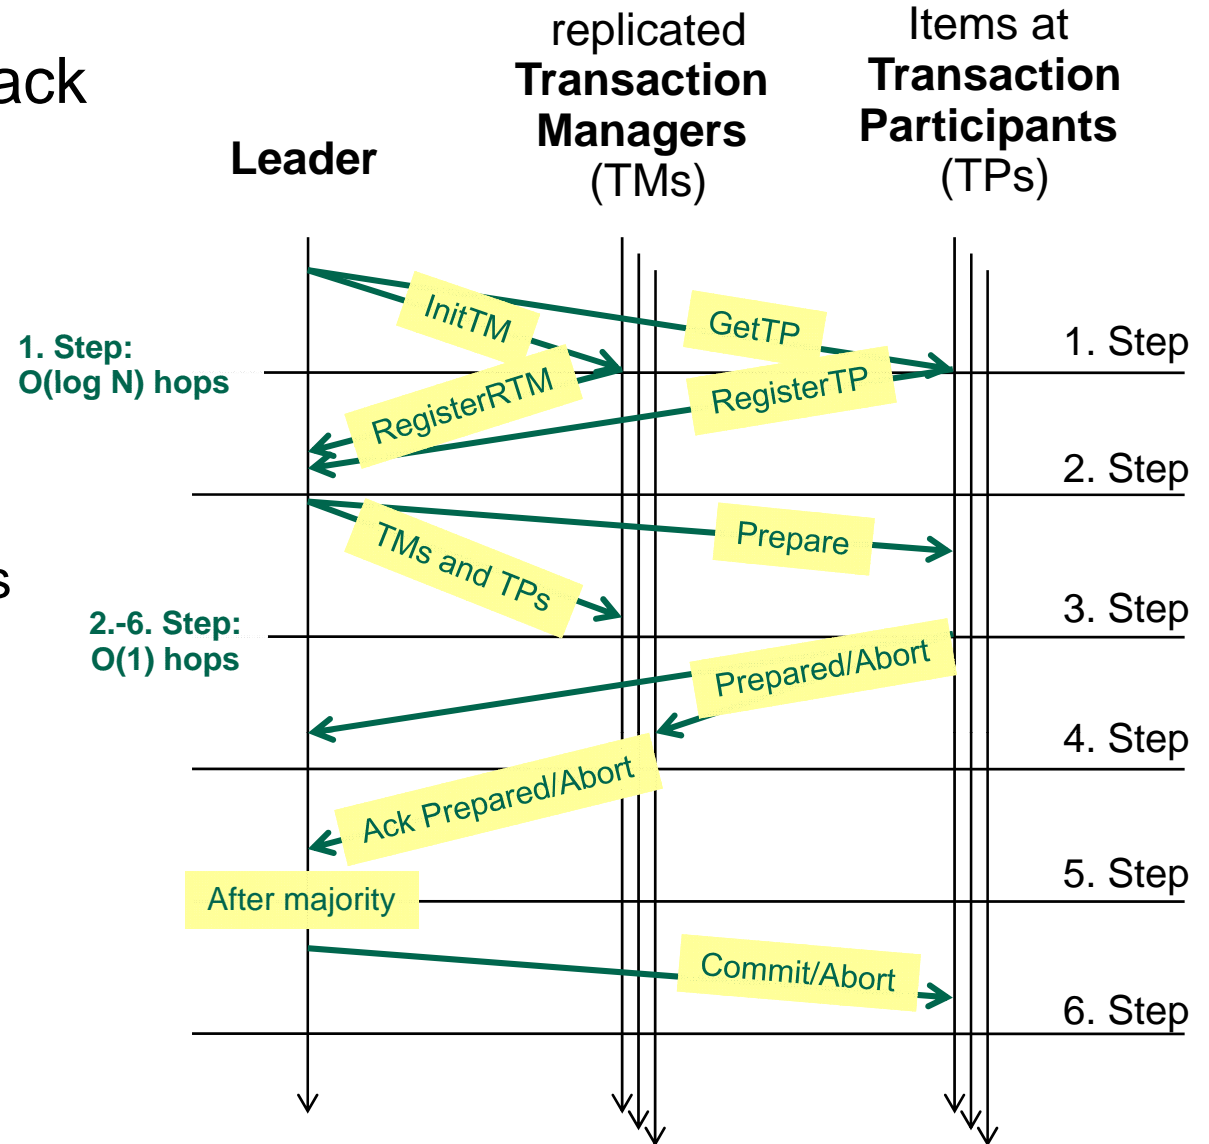 ack
replicated
Transaction
Managers
(TMs)
Items at
Transaction
Participants
(TPs)
Leader
InitTM
GetTP
1. Step:
O(log N) hops
1. Step
RegisterRTM
RegisterTP
2. Step
TMs and TPs
Prepare
s
2.-6. Step:
O(1) hops
3. Step
Prepared/Abort
4. Step
Ack Prepared/Abort
After majority
5. Step
Commit/Abort
6. Step